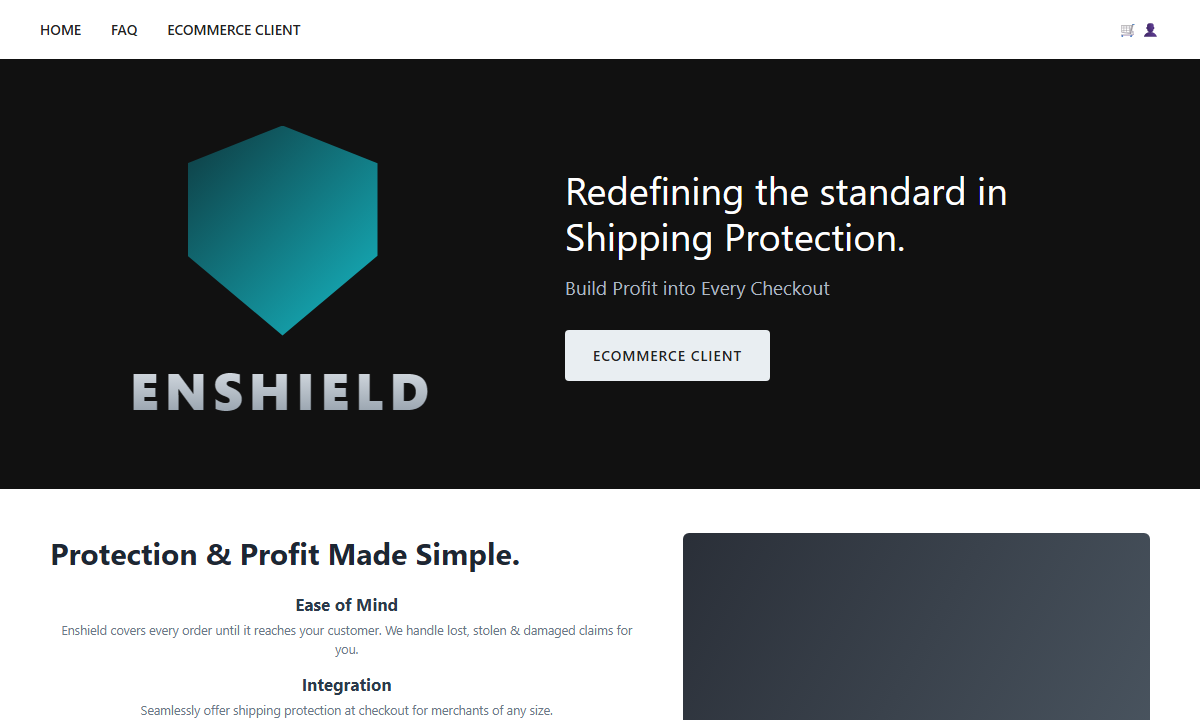 HOME
FAQ
ECOMMERCE CLIENT
ENSHIELD
Redefining the standard in
Shipping Protection.
Build Profit into Every Checkout
ECOMMERCE CLIENT
Protection & Profit Made Simple.
Ease of Mind
Enshield covers every order until it reaches your customer. We handle lost, stolen & damaged claims for
you.
Integration
Seamlessly offer shipping protection at checkout for merchants of any size.